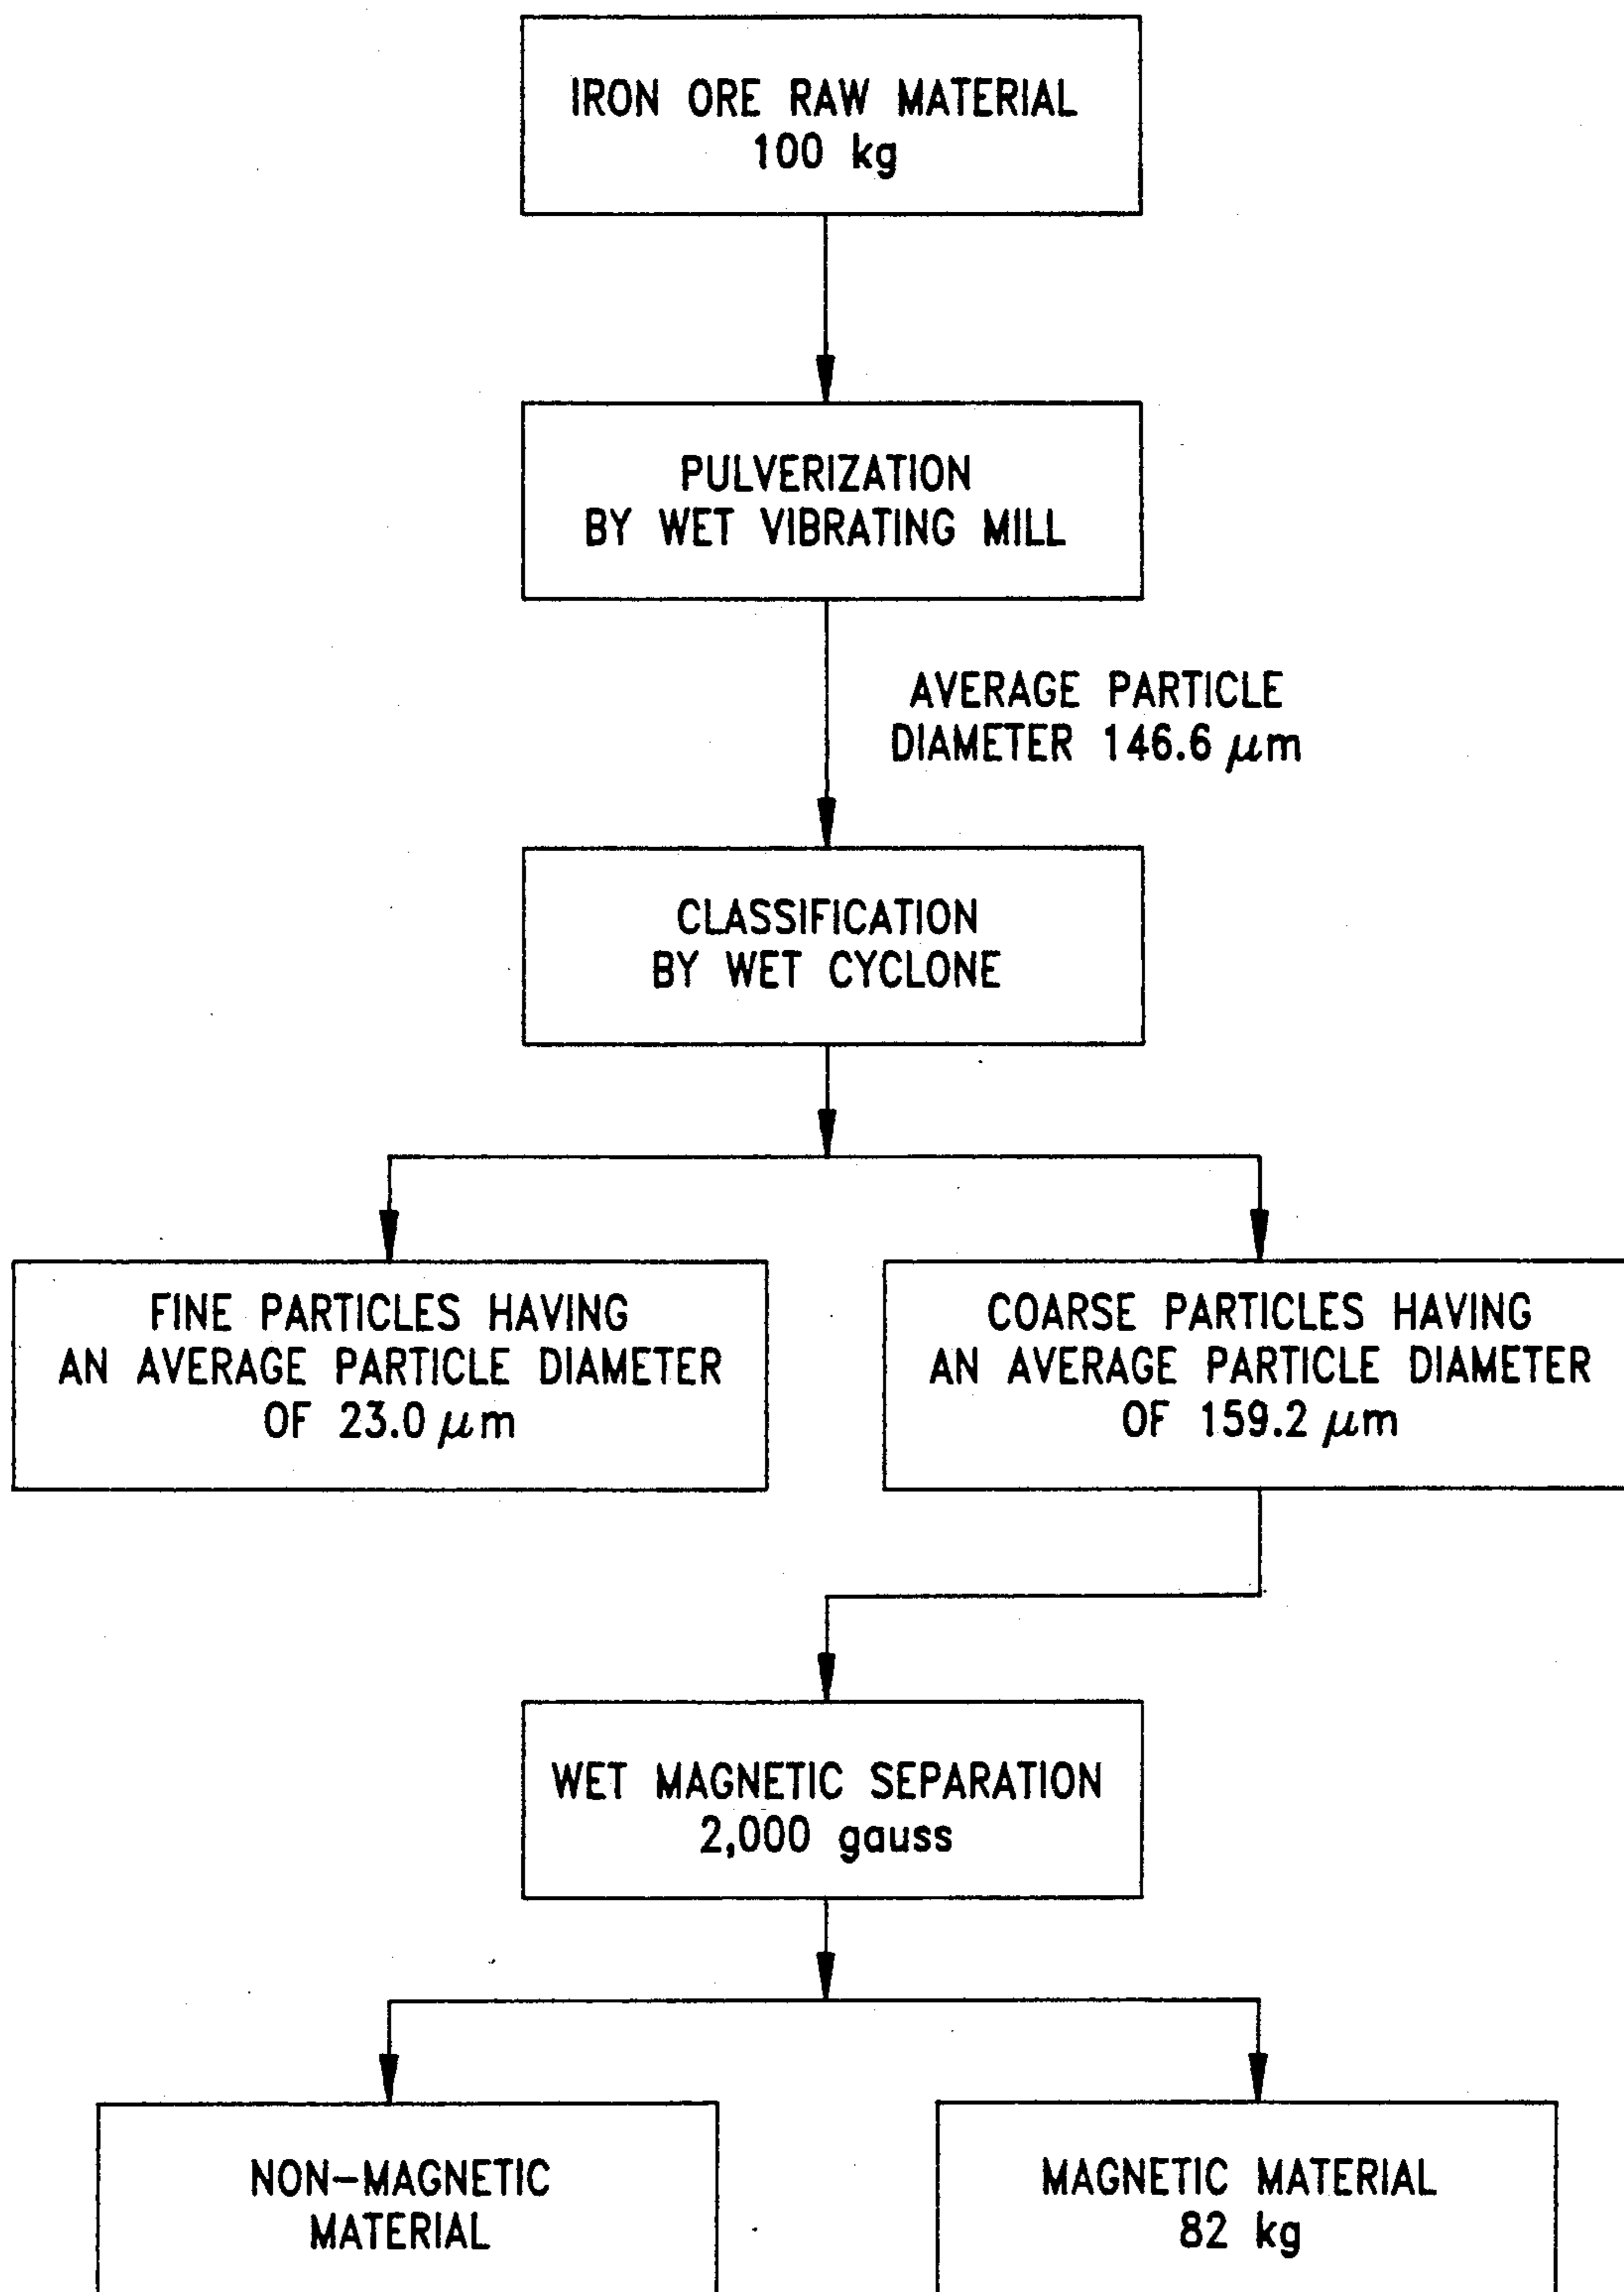 IRON ORE RAW MATERIAL
100 kg
PULVERIZATION
BY WET VIBRATING MILL
AVERAGE PARTICLE
DIAMETER 146.6 μm
CLASSIFICATION
BY WET CYCLONE
FINE PARTICLES HAVING
AN AVERAGE PARTICLE DIAMETER
OF 23.0 μm
COARSE PARTICLES HAVING
AN AVERAGE PARTICLE DIAMETER
OF 159.2 μm
WET MAGNETIC SEPARATION
2,000 gauss
NON-MAGNETIC
MATERIAL
MAGNETIC MATERIAL
82 kg